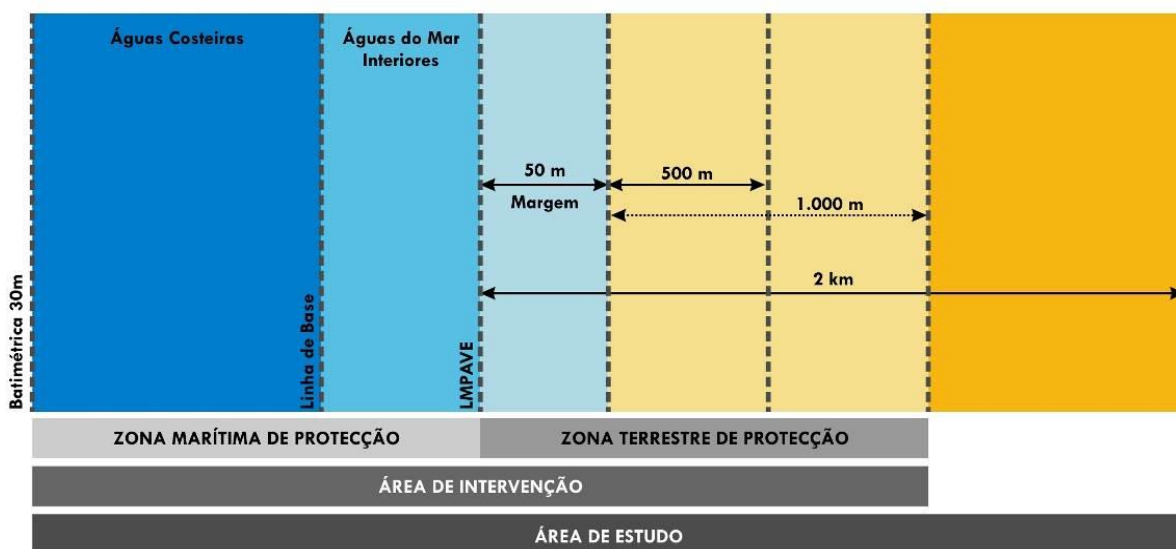 Águas Costeiras
Águas do Mar
Interiores
50 m
Margem
500 m
1.000 m
2 km
Batimétrica 30m
Linha de Base
LMPAVE
ZONA MARÍTIMA DE PROTECÇÃO
ZONA TERRESTRE DE PROTECÇÃO
ÁREA DE INTERVENÇÃO
ÁREA DE ESTUDO